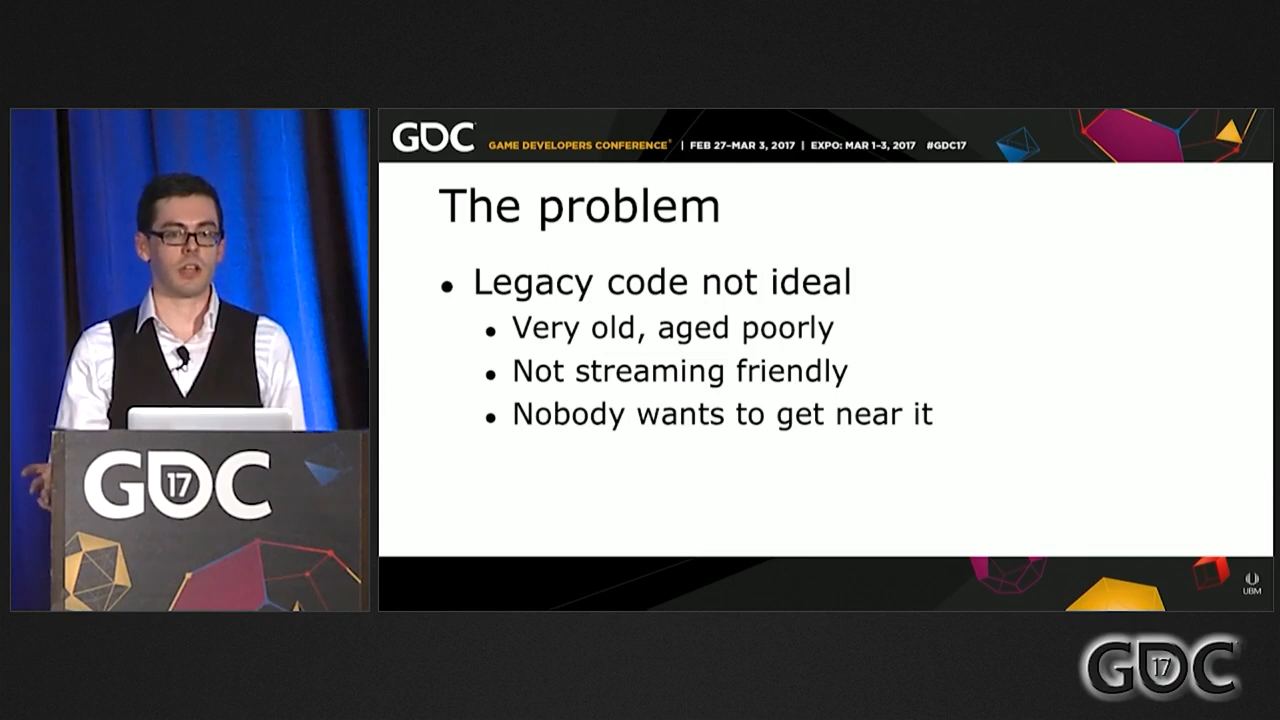 GDC
GAME DEVELOPERS CONFERENCE® | FEB 27–MAR 3, 2017 | EXPO: MAR 1–3, 2017 #GDC17
The problem
• Legacy code not ideal
• Very old, aged poorly
• Not streaming friendly
• Nobody wants to get near it
GDC
17
UBM
GDC
17